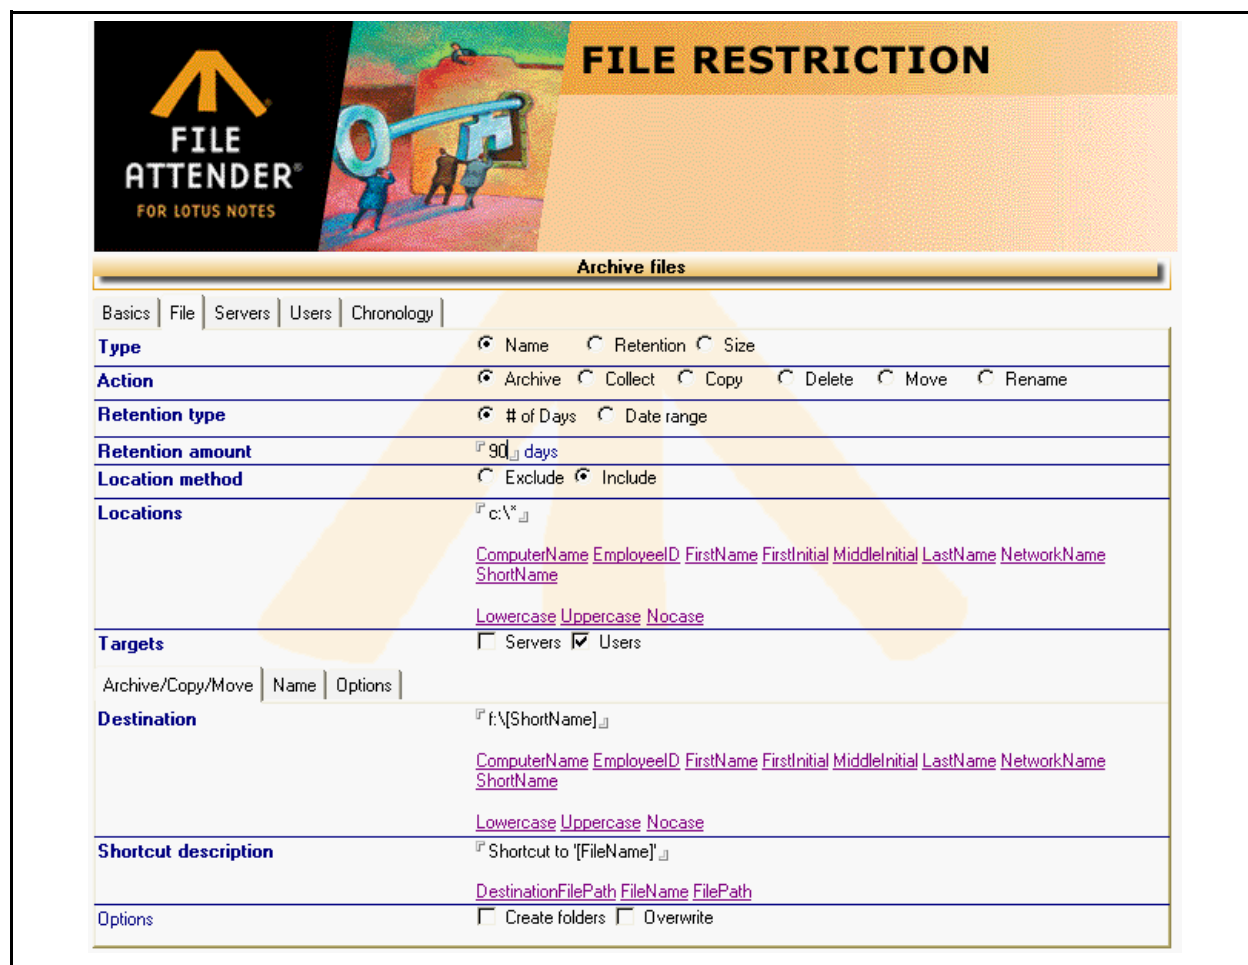 FILE RESTRICTION
FILE
ATTENDER®
FOR LOTUS NOTES
Archive files
Basics File Servers Users Chronology
Type Name Retention Size
Action Archive Collect Copy Delete Move Rename
Retention type # of Days Date range
Retention amount 90 days
Location method Exclude Include
Locations c:\*
ComputerName EmployeeID FirstName FirstInitial MiddleInitial LastName NetworkName
ShortName
Lowercase Uppercase Nocase
Targets Servers Users
Archive/Copy/Move Name Options
Destination f:\[ShortName]
ComputerName EmployeeID FirstName FirstInitial MiddleInitial LastName NetworkName
ShortName
Lowercase Uppercase Nocase
Shortcut description Shortcut to '[FileName]'
DestinationFilePath FileName FilePath
Options Create folders Overwrite